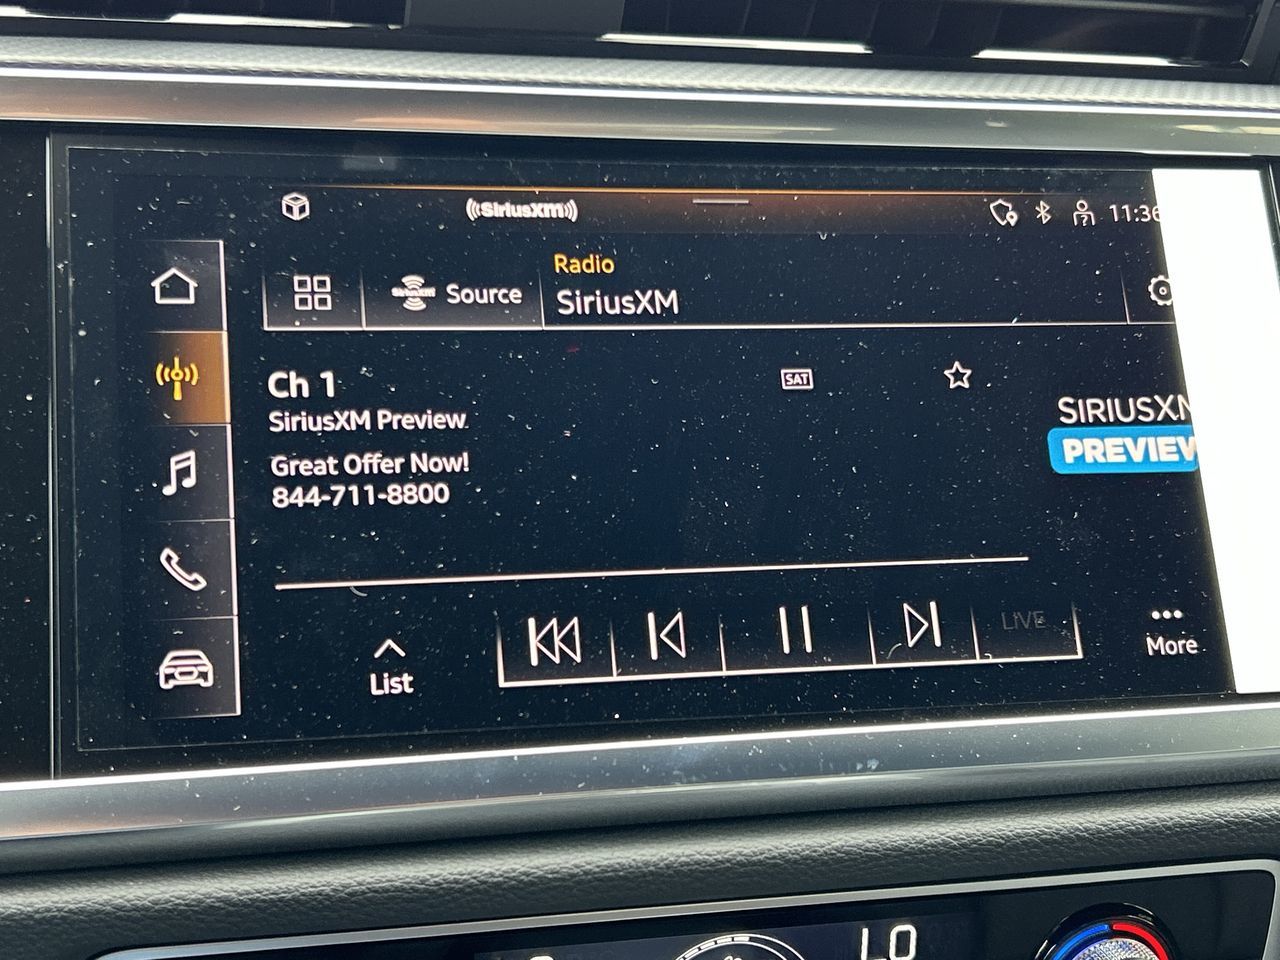 SiriusXM
11:36
SiriusXM Source
Radio
SiriusXM
Ch 1
SAT
SiriusXM Preview
Great Offer Now!
844-711-8800
SIRIUSXM
PREVIEW
LIVE
List
More
LO